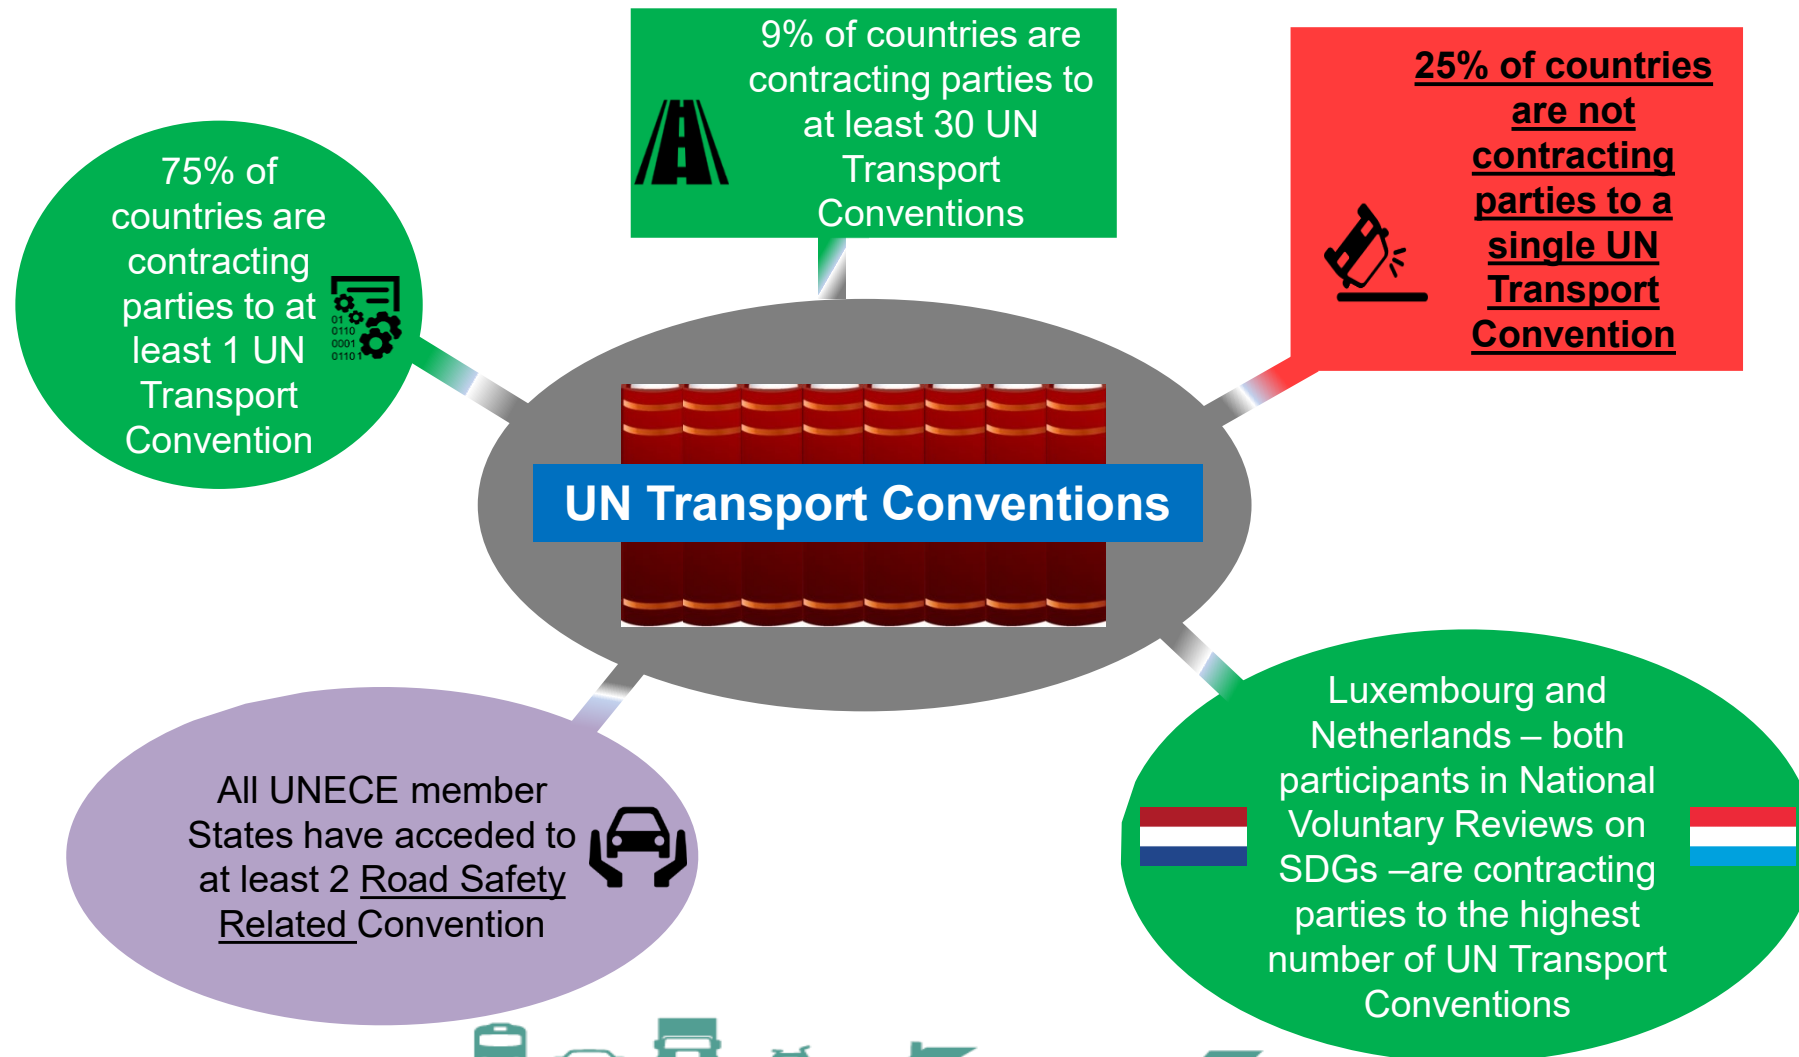 9% of countries are
contracting parties to
at least 30 UN
Transport
Conventions
25% of countries
are not
contracting
parties to a
single UN
Transport
Convention
75% of
countries are
contracting
parties to at
least 1 UN
Transport
Convention
01
0110
0001
01101
UN Transport Conventions
All UNECE member
States have acceded to
at least 2 Road Safety
Related Convention
Luxembourg and
Netherlands – both
participants in National
Voluntary Reviews on
SDGs –are contracting
parties to the highest
number of UN Transport
Conventions